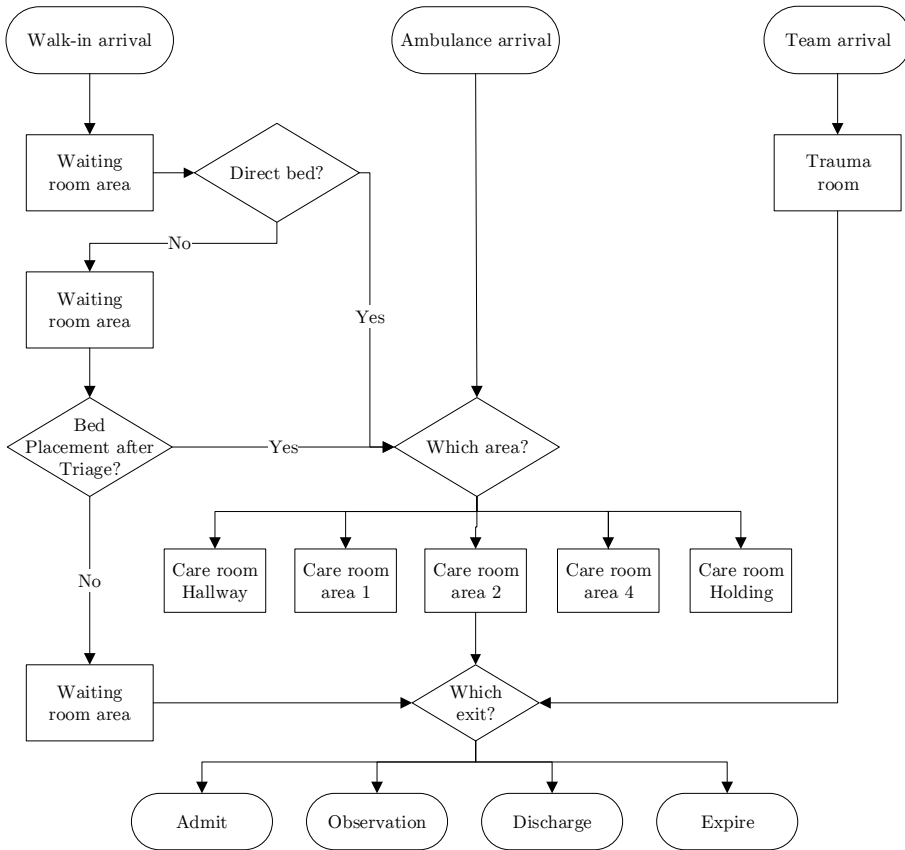 Walk-in arrival
Ambulance arrival
Team arrival
Waiting
room area
Direct bed?
Trauma
room
No
Waiting
room area
Yes
Bed
Placement after
Triage?
Yes
Which area?
Care room
Hallway
Care room
area 1
Care room
area 2
Care room
area 4
Care room
Holding
No
Waiting
room area
Which
exit?
Admit
Observation
Discharge
Expire